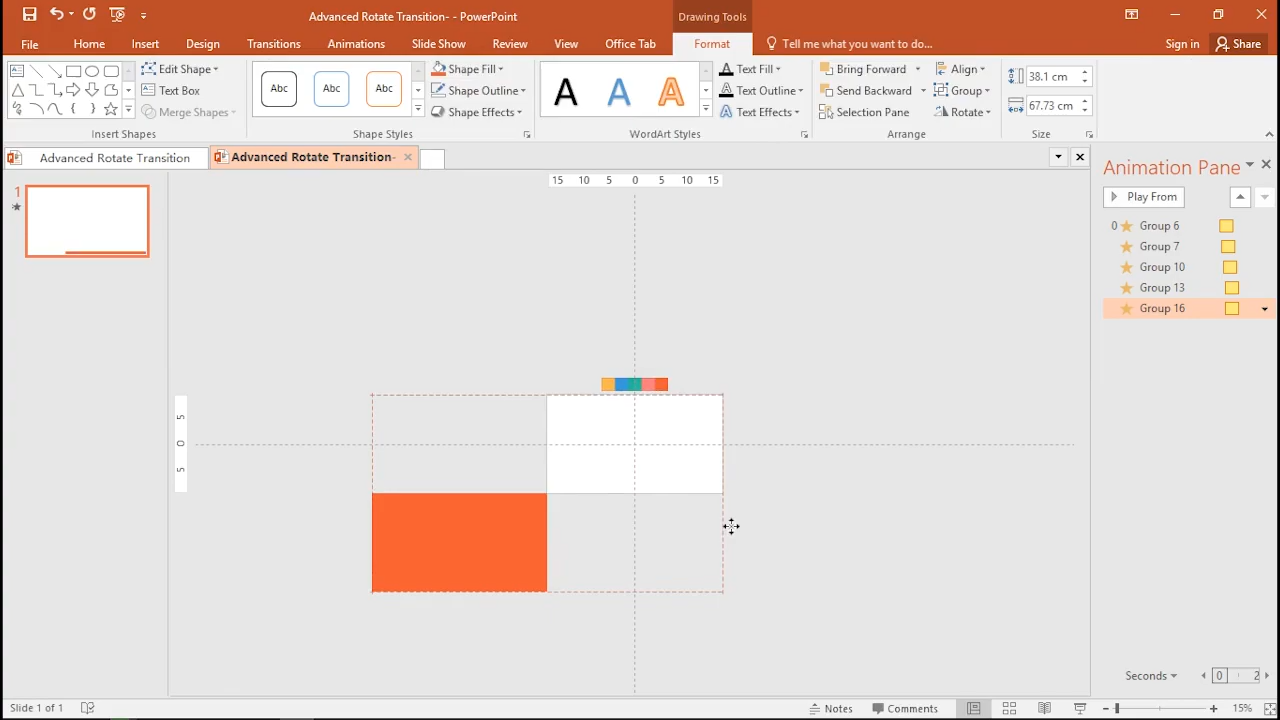 Advanced Rotate Transition- - PowerPoint
Drawing Tools
File Home Insert Design Transitions Animations Slide Show Review View Office Tab Format Tell me what you want to do... Sign in Share
Edit Shape
Text Box
Merge Shapes
Insert Shapes
Abc Abc Abc
Shape Fill
Shape Outline
Shape Effects
Shape Styles
A A A
Text Fill
Text Outline
Text Effects
WordArt Styles
Bring Forward
Send Backward
Selection Pane
Align
Group
Rotate
Arrange
38.1 cm
67.73 cm
Size
Advanced Rotate Transition Advanced Rotate Transition-
Animation Pane
Play From
0 Group 6
Group 7
Group 10
Group 13
Group 16
Seconds 0 2
1
15 10 5 0 5 10 15
5 0 5
Slide 1 of 1
Notes Comments 15%